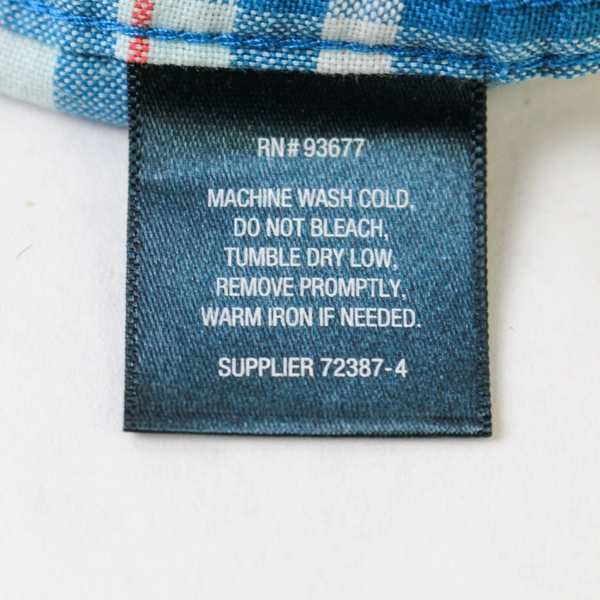 RN# 93677
MACHINE WASH COLD,
DO NOT BLEACH,
TUMBLE DRY LOW,
REMOVE PROMPTLY,
WARM IRON IF NEEDED.
SUPPLIER 72387-4